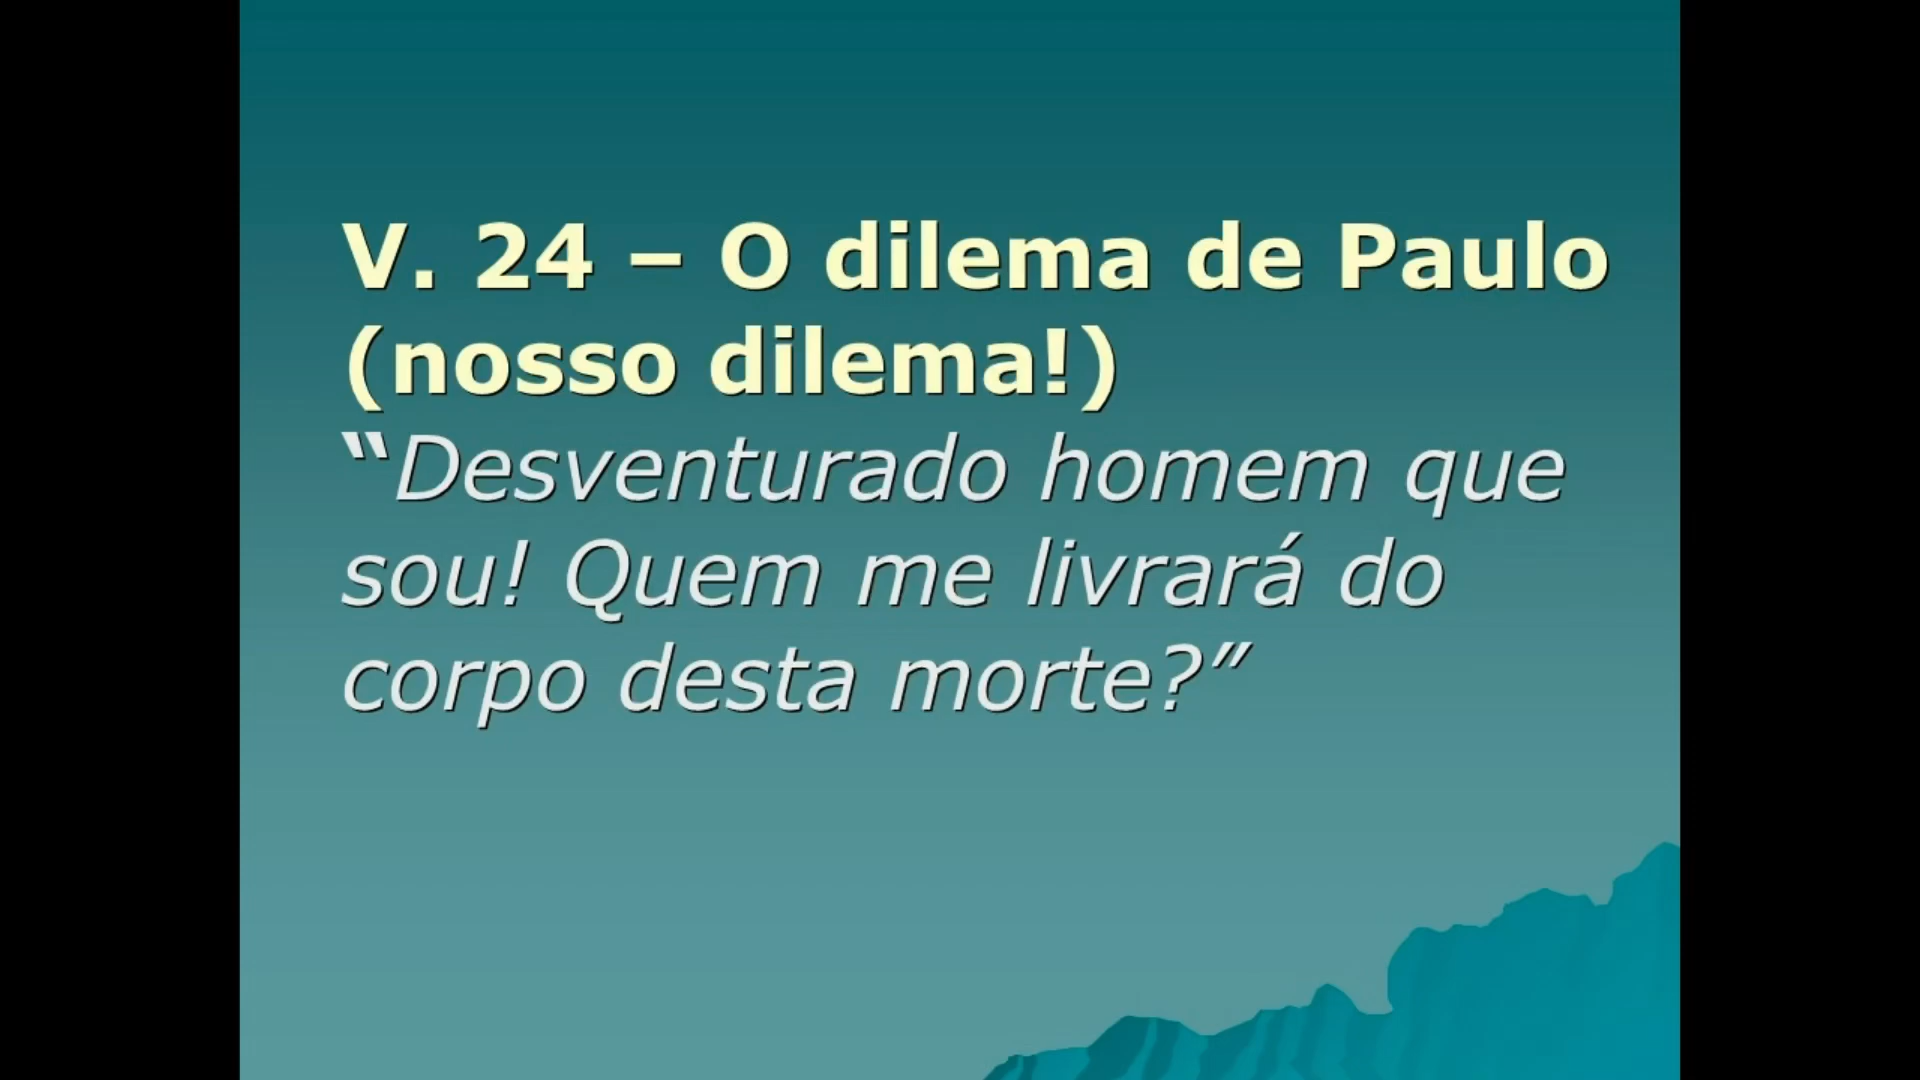 V. 24 – O dilema de Paulo
(nosso dilema!)
“Desventurado homem que
sou! Quem me livrará do
corpo desta morte?”